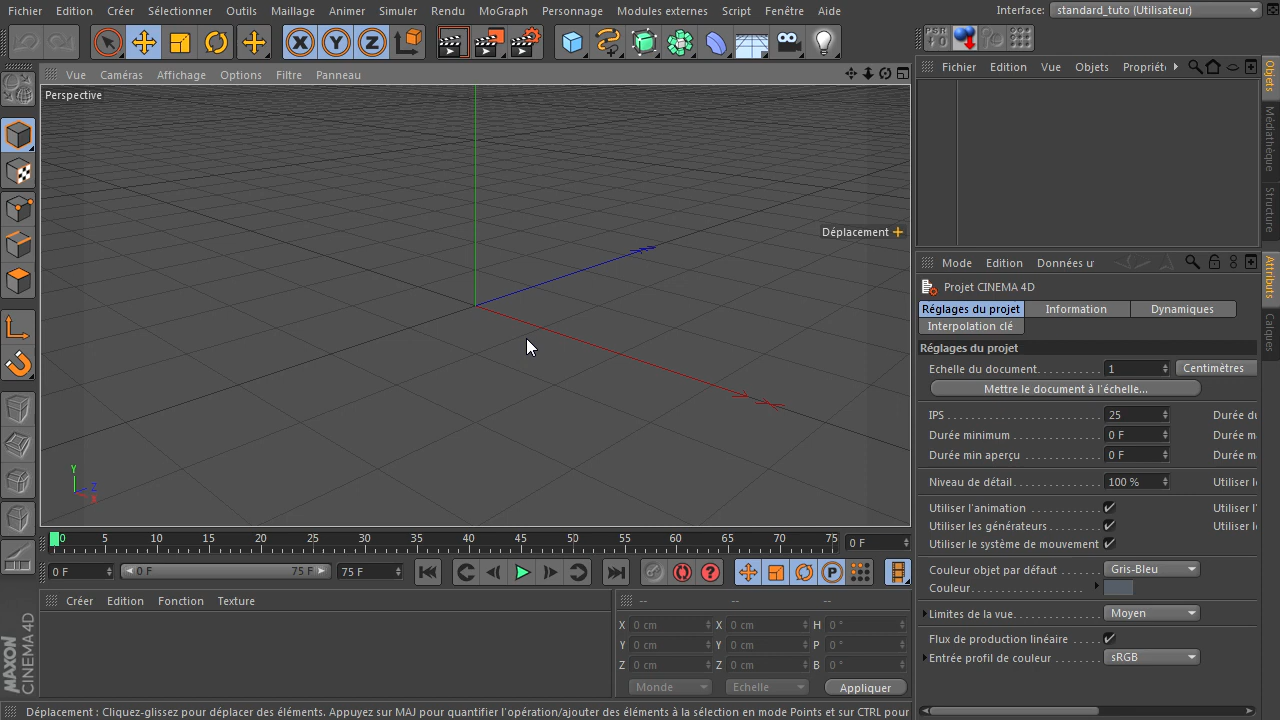 Fichier Edition Créer Sélectionner Outils Maillage Animer Simuler Rendu MoGraph Personnage Modules externes Script Fenêtre Aide Interface: standard_tuto (Utilisateur)
PSR
0
Vue Caméras Affichage Options Filtre Panneau
Fichier Edition Vue Objets Propriéte
Perspective
Déplacement
Y
Z
X
Objets
Médiathèque
Structure
Attributs
Calques
Mode Edition Données u
Projet CINEMA 4D
Réglages du projet Information Dynamiques
Interpolation clé
Réglages du projet
Echelle du document. 1 Centimètres
Mettre le document à l'échelle...
IPS 25 Durée du
Durée minimum 0 F Durée m
Durée min aperçu 0 F Durée m
Niveau de détail 100 % Utiliser l
Utiliser l'animation Utiliser l'
Utiliser les générateurs Utiliser l
Utiliser le système de mouvement
Couleur objet par défaut Gris-Bleu
Couleur
Limites de la vue Moyen
Flux de production linéaire
Entrée profil de couleur sRGB
0 5 10 15 20 25 30 35 40 45 50 55 60 65 70 75 0 F
0 F 0 F 75 F 75 F
Créer Edition Fonction Texture
-- -- --
X 0 cm X 0 cm H 0 °
Y 0 cm Y 0 cm P 0 °
Z 0 cm Z 0 cm B 0 °
Monde Echelle Appliquer
MAXON
CINEMA 4D
Déplacement : Cliquez-glissez pour déplacer des éléments. Appuyez sur MAJ pour quantifier l'opération/ajouter des éléments à la sélection en mode Points et sur CTRL pour